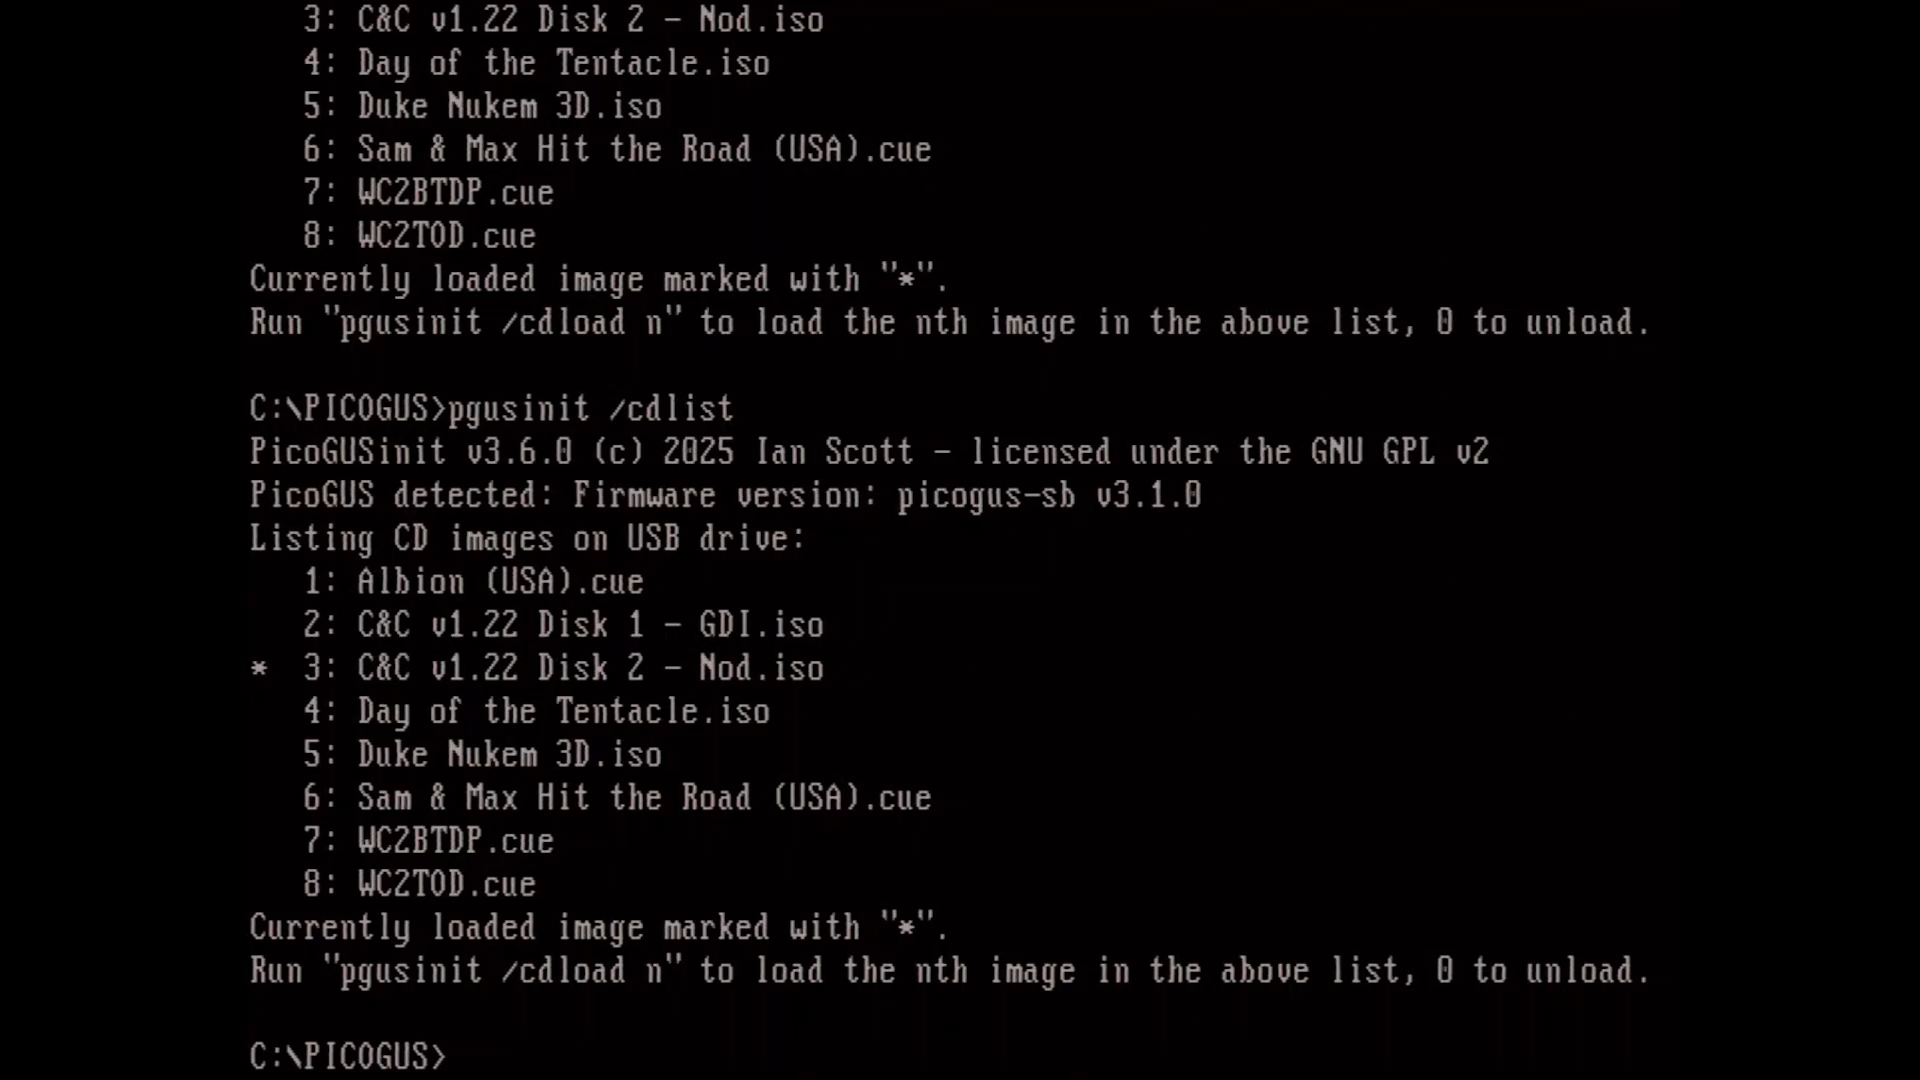 3: C&C v1.22 Disk 2 - Nod.iso
4: Day of the Tentacle.iso
5: Duke Nukem 3D.iso
6: Sam & Max Hit the Road (USA).cue
7: WC2BTDP.cue
8: WC2TOD.cue
Currently loaded image marked with "*".
Run "pgusinit /cdload n" to load the nth image in the above list, 0 to unload.
C:\PICOGUS>pgusinit /cdlist
PicoGUSinit v3.6.0 (c) 2025 Ian Scott - licensed under the GNU GPL v2
PicoGUS detected: Firmware version: picogus-sb v3.1.0
Listing CD images on USB drive:
1: Albion (USA).cue
2: C&C v1.22 Disk 1 - GDI.iso
* 3: C&C v1.22 Disk 2 - Nod.iso
4: Day of the Tentacle.iso
5: Duke Nukem 3D.iso
6: Sam & Max Hit the Road (USA).cue
7: WC2BTDP.cue
8: WC2TOD.cue
Currently loaded image marked with "*".
Run "pgusinit /cdload n" to load the nth image in the above list, 0 to unload.
C:\PICOGUS>